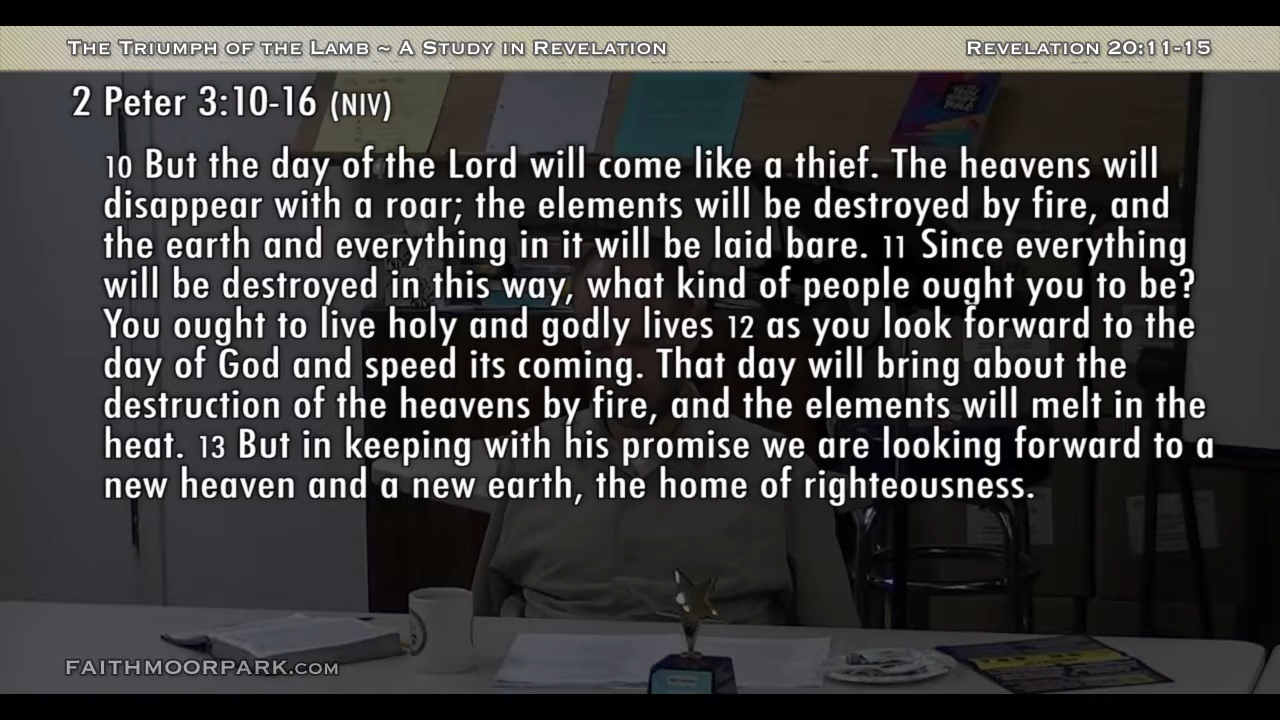 The Triumph of the Lamb ~ A Study in Revelation
Revelation 20:11-15
2 Peter 3:10-16 (NIV)
10 But the day of the Lord will come like a thief. The heavens will
disappear with a roar; the elements will be destroyed by fire, and
the earth and everything in it will be laid bare. 11 Since everything
will be destroyed in this way, what kind of people ought you to be?
You ought to live holy and godly lives 12 as you look forward to the
day of God and speed its coming. That day will bring about the
destruction of the heavens by fire, and the elements will melt in the
heat. 13 But in keeping with his promise we are looking forward to a
new heaven and a new earth, the home of righteousness.
faithmoorpark.com